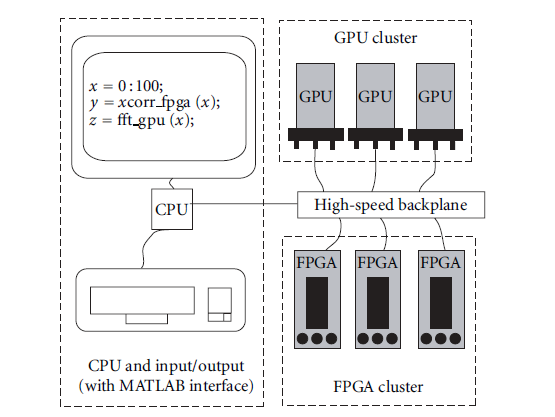 GPU cluster
x = 0 : 100;
y = xcorr_fpga (x);
z = fft_gpu (x);
GPU
GPU
GPU
CPU
High-speed backplane
FPGA
FPGA
FPGA
CPU and input/output
(with MATLAB interface)
FPGA cluster